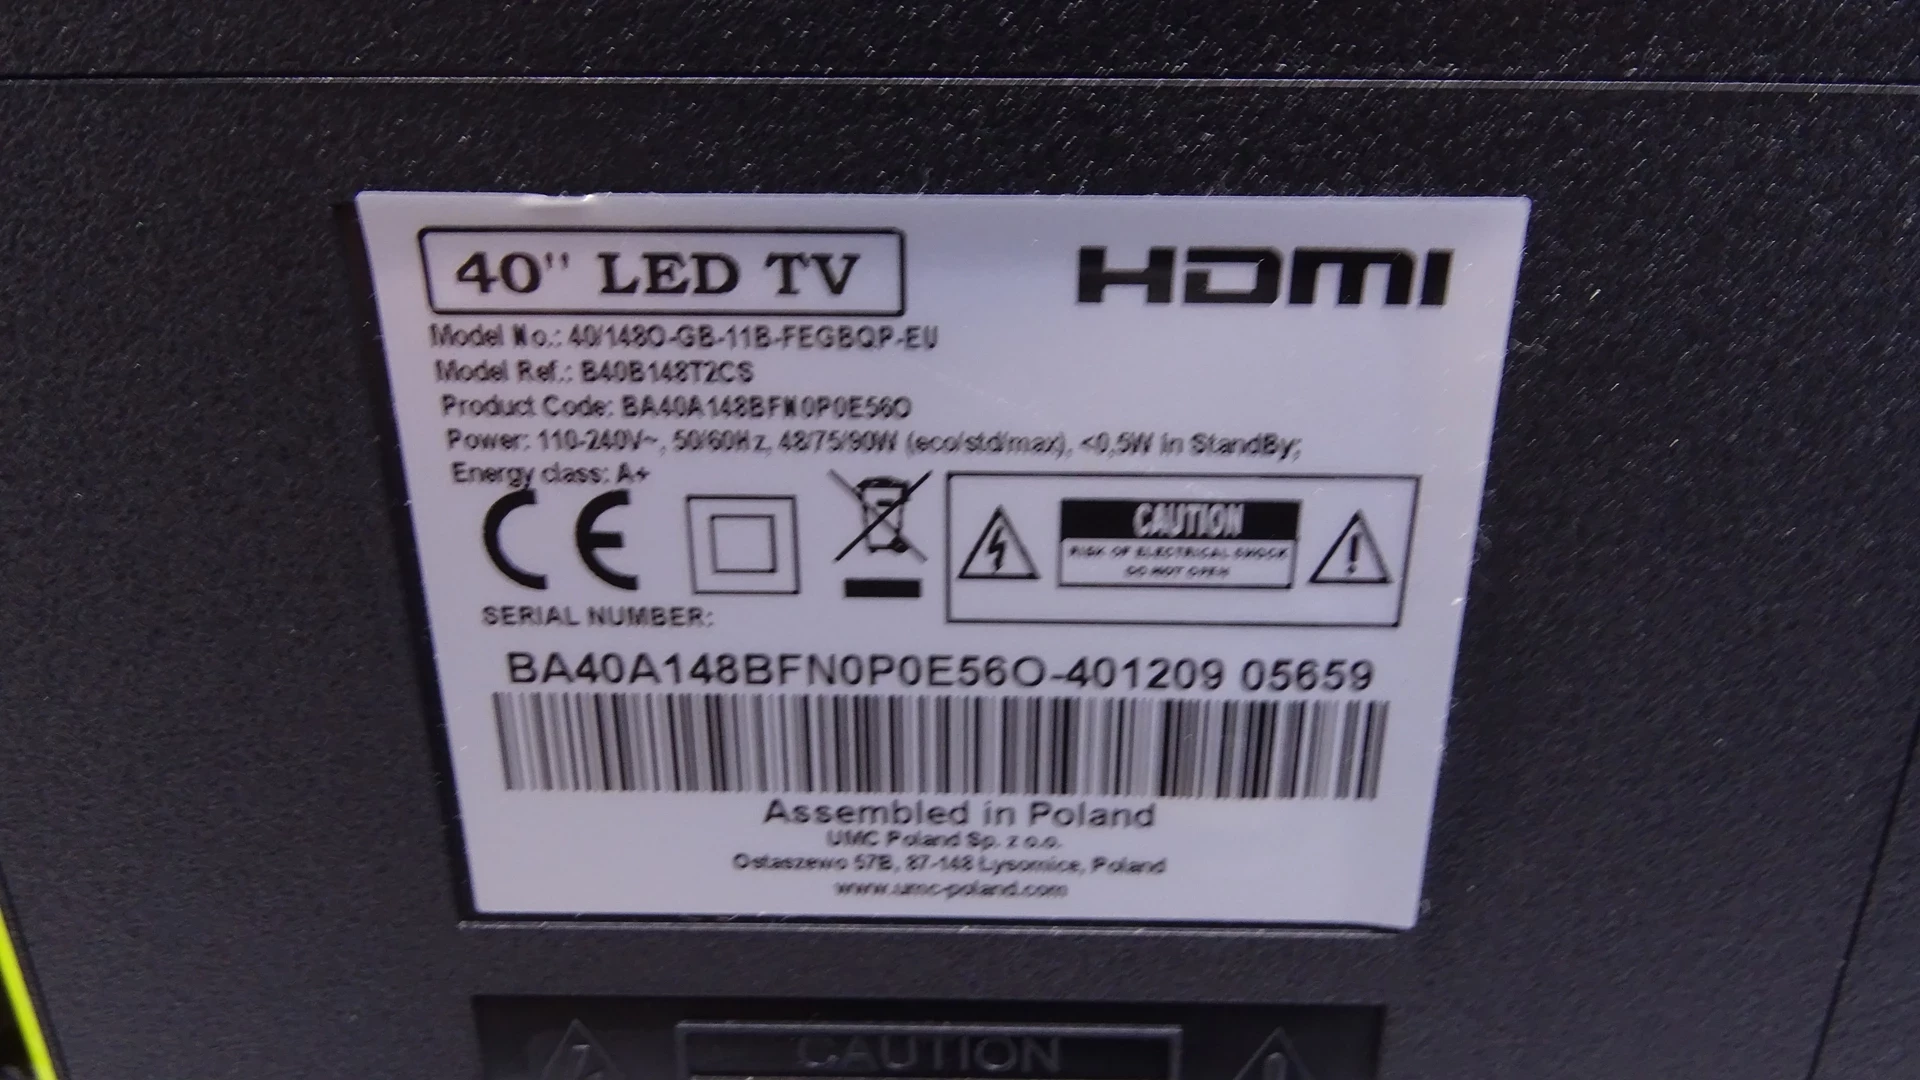 40" LED TV
HDMI
Model No.: 40/148O-GB-11B-FEGBQP-EU
Model Ref.: B40B148T2CS
Product Code: BA40A148BFN0P0E56O
Power: 110-240V~, 50/60Hz, 48/75/90W (eco/std/max), <0,5W in StandBy;
Energy class: A+
CE
CAUTION
RISK OF ELECTRICAL SHOCK
DO NOT OPEN
SERIAL NUMBER:
BA40A148BFN0P0E56O-401209 05659
Assembled in Poland
UMC Poland Sp. z o.o.
Ostaszewo 57B, 87-148 Lysomice, Poland
www.umc-poland.com
CAUTION